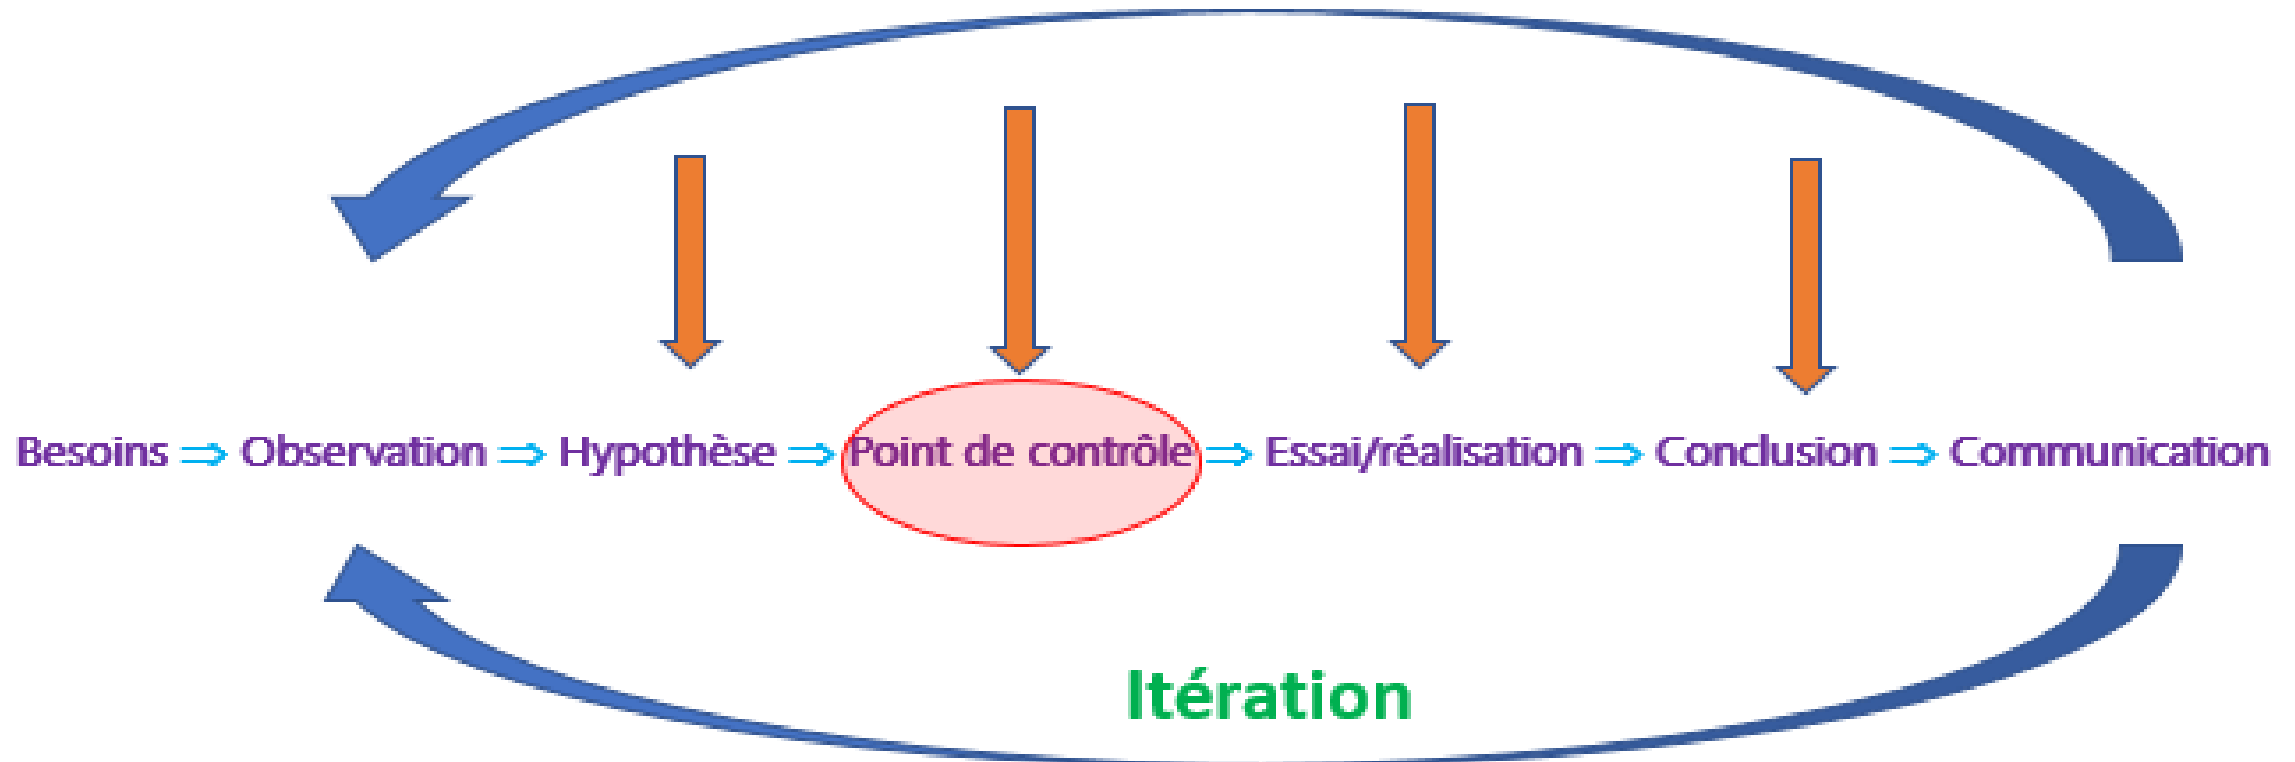 Besoins ⇒ Observation ⇒ Hypothèse ⇒ Point de contrôle ⇒ Essai/réalisation ⇒ Conclusion ⇒ Communication
Itération